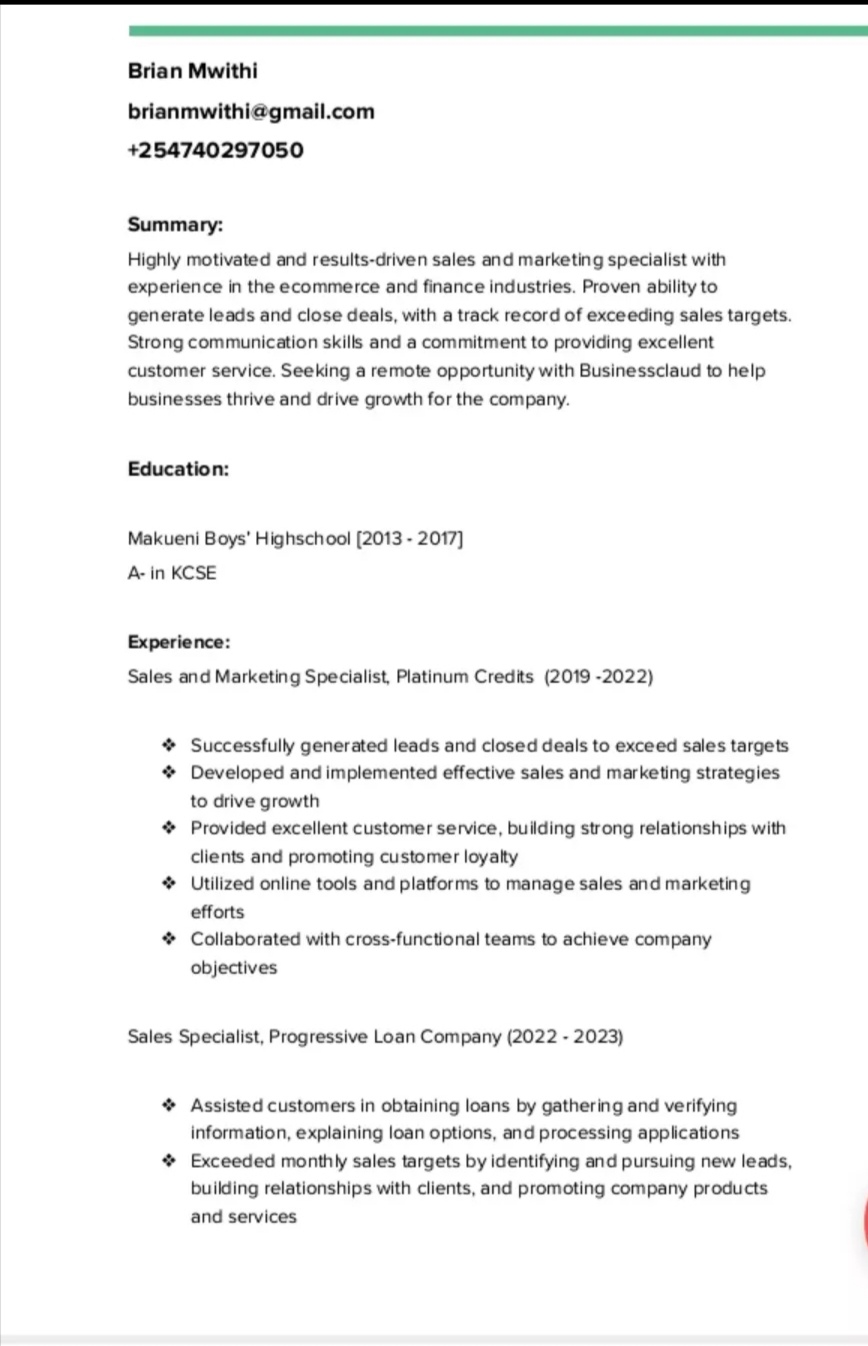 Brian Mwithi
brianmwithi@gmail.com
+254740297050
Summary:
Highly motivated and results-driven sales and marketing specialist with
experience in the ecommerce and finance industries. Proven ability to
generate leads and close deals, with a track record of exceeding sales targets.
Strong communication skills and a commitment to providing excellent
customer service. Seeking a remote opportunity with Businessclaud to help
businesses thrive and drive growth for the company.
Education:
Makueni Boys' Highschool [2013 - 2017]
A- in KCSE
Experience:
Sales and Marketing Specialist, Platinum Credits (2019 -2022)
❖ Successfully generated leads and closed deals to exceed sales targets
❖ Developed and implemented effective sales and marketing strategies
to drive growth
❖ Provided excellent customer service, building strong relationships with
clients and promoting customer loyalty
❖ Utilized online tools and platforms to manage sales and marketing
efforts
❖ Collaborated with cross-functional teams to achieve company
objectives
Sales Specialist, Progressive Loan Company (2022 - 2023)
❖ Assisted customers in obtaining loans by gathering and verifying
information, explaining loan options, and processing applications
❖ Exceeded monthly sales targets by identifying and pursuing new leads,
building relationships with clients, and promoting company products
and services